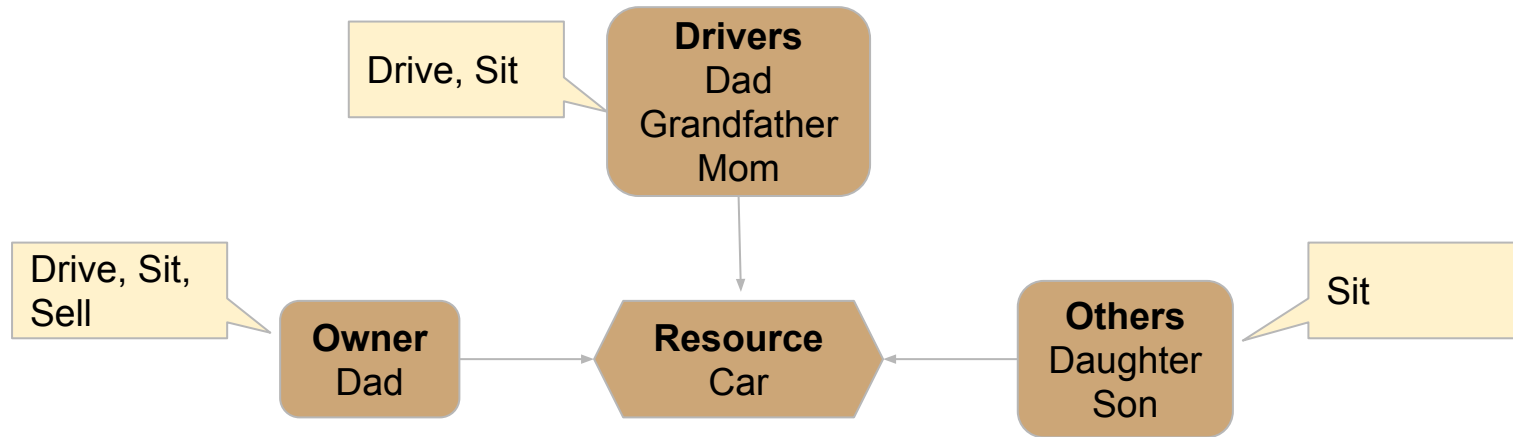 Drive, Sit
Drivers
Dad
Grandfather
Mom
Drive, Sit,
Sell
Owner
Dad
Resource
Car
Others
Daughter
Son
Sit